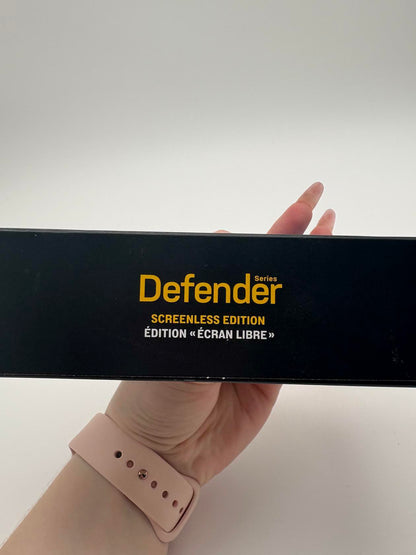 Defender Series
SCREENLESS EDITION
ÉDITION « ÉCRAN LIBRE »